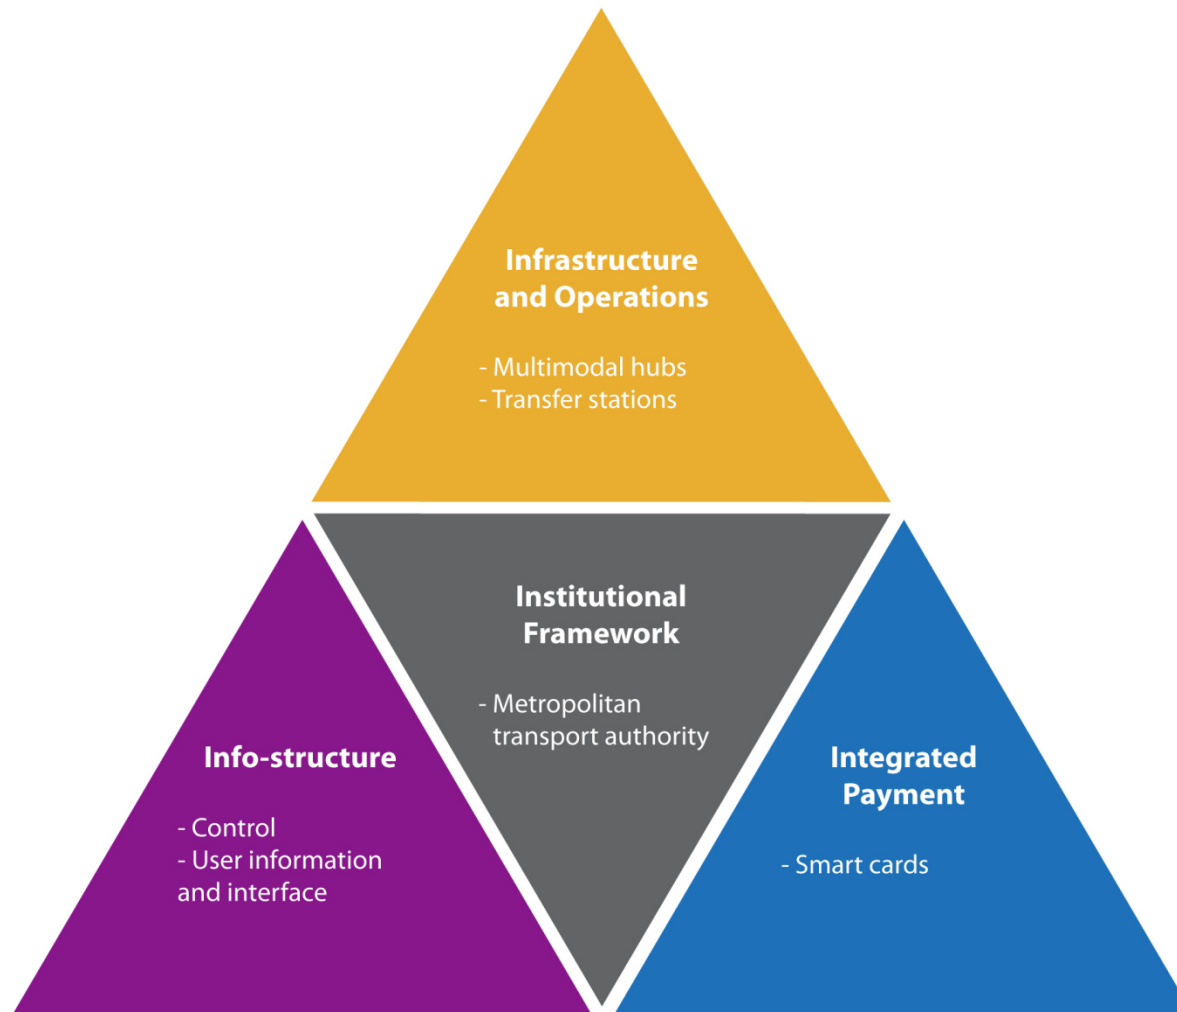 Infrastructure
and Operations
- Multimodal hubs
- Transfer stations
Institutional
Framework
- Metropolitan
transport authority
Info-structure
- Control
- User information
and interface
Integrated
Payment
- Smart cards